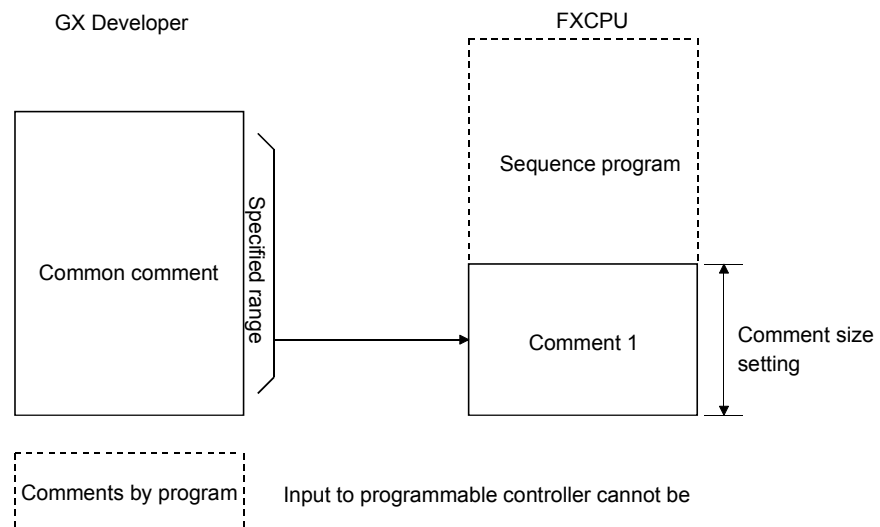 GX Developer
FXCPU
Sequence program
Specified range
Common comment
Comment 1
Comment size
setting
Comments by program
Input to programmable controller cannot be